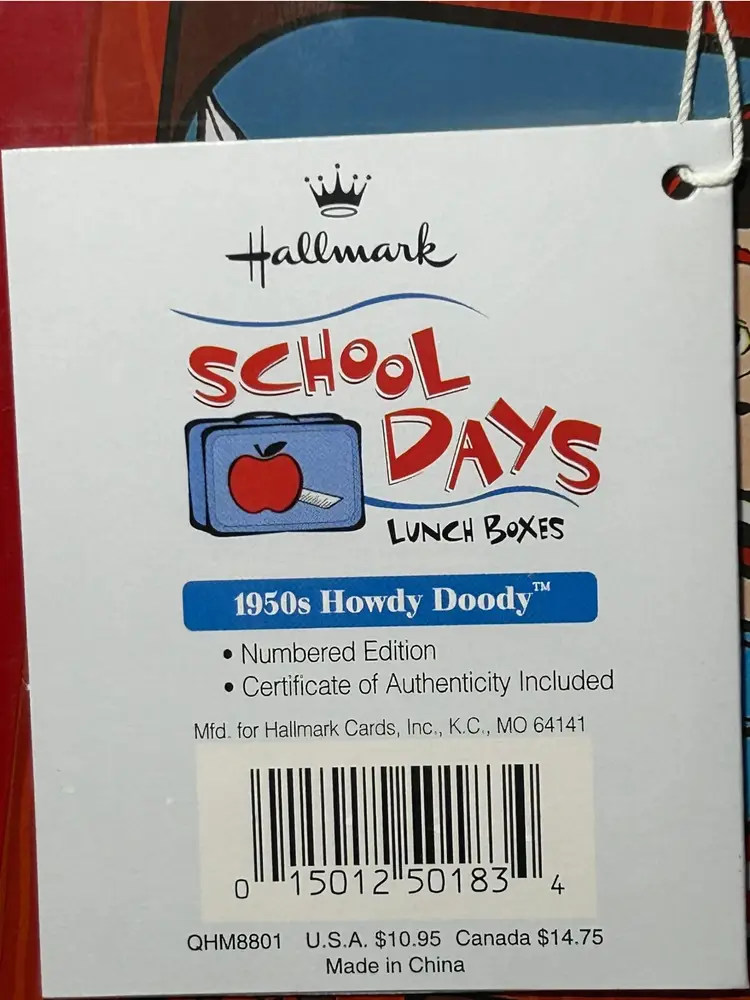 Hallmark
SCHOOL
DAYS
LUNCH BOXES
1950s Howdy Doody™
• Numbered Edition
• Certificate of Authenticity Included
Mfd. for Hallmark Cards, Inc., K.C., MO 64141
0 15012 50183 4
QHM8801 U.S.A. $10.95 Canada $14.75
Made in China